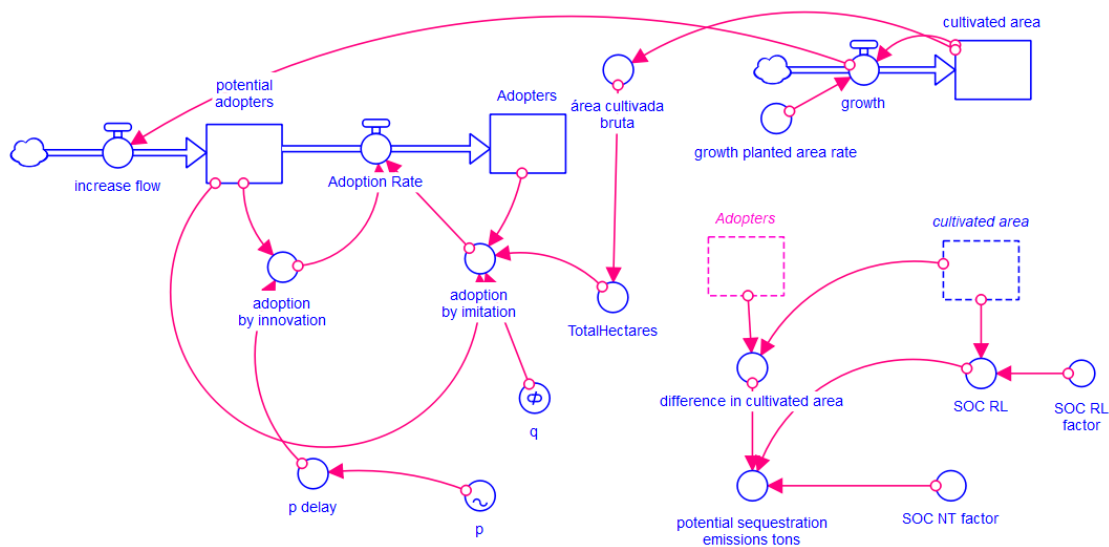 cultivated area
potential
adopters
Adopters
área cultivada
bruta
growth
growth planted area rate
increase flow
Adoption Rate
Adopters
cultivated area
adoption
by innovation
adoption
by imitation
TotalHectares
difference in cultivated area
SOC RL
SOC RL
factor
q
p delay
p
potential sequestration
emissions tons
SOC NT factor